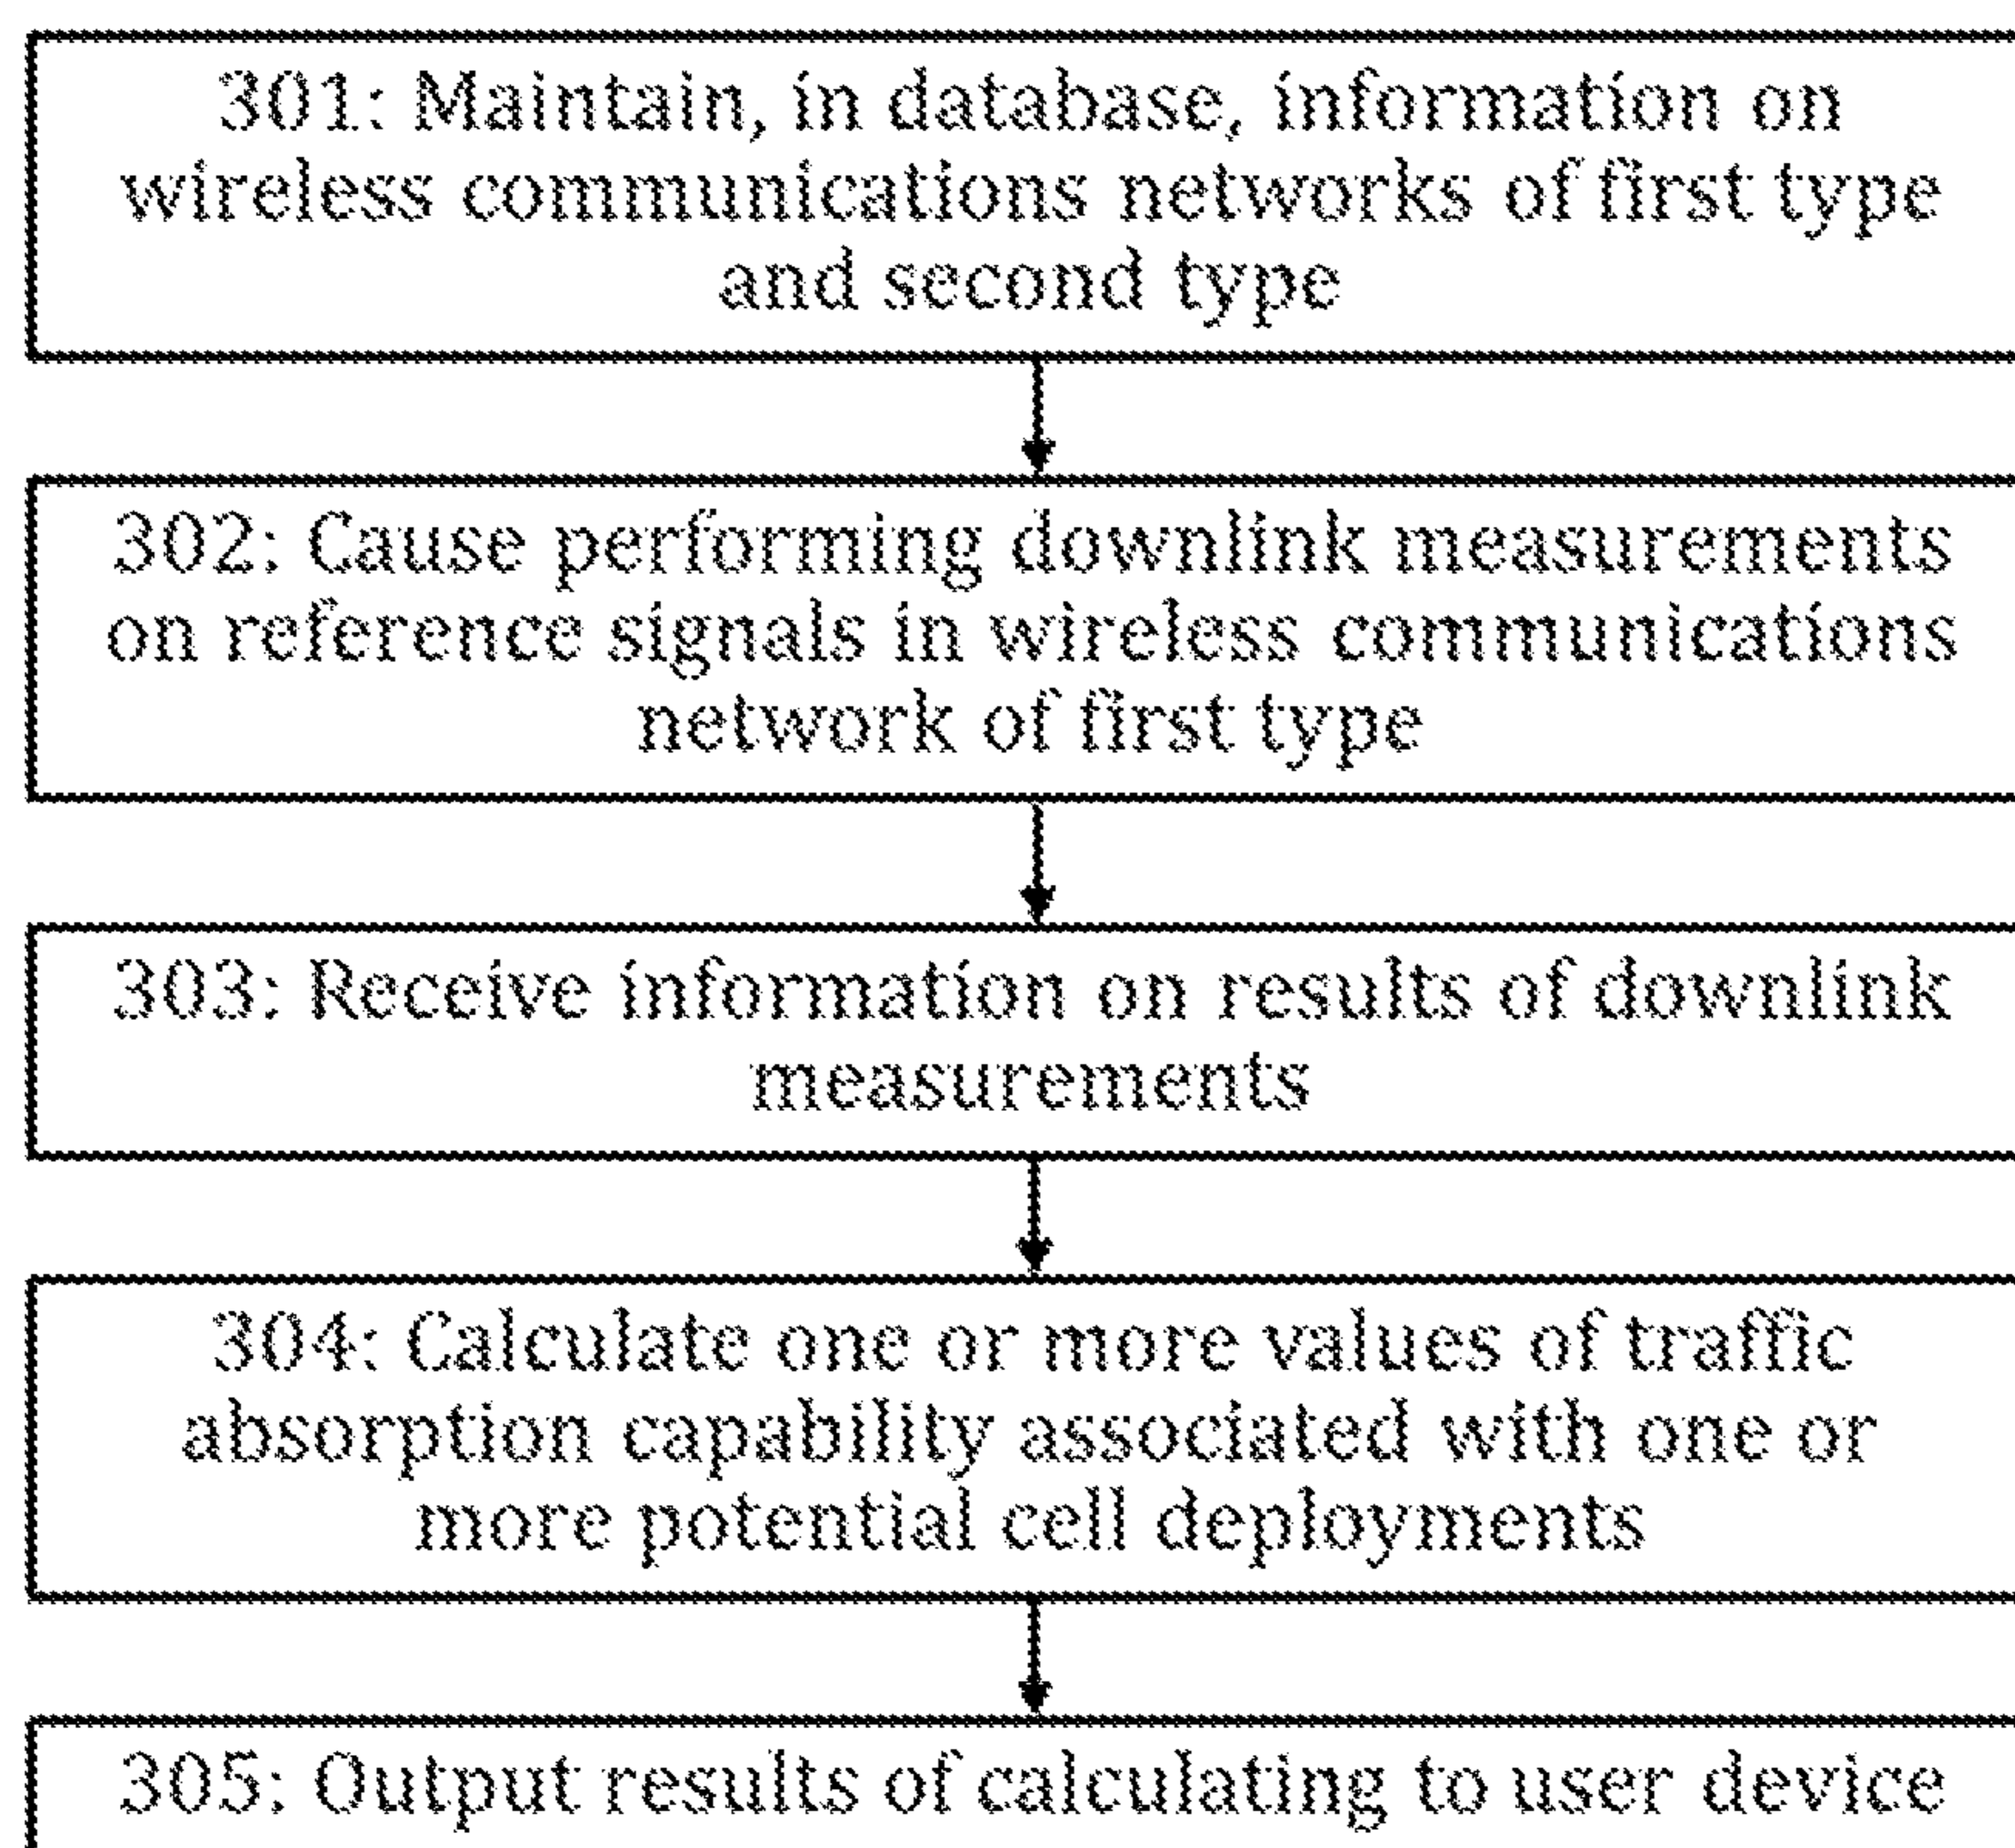 301: Maintain, in database, information on
wireless communications networks of first type
and second type
302: Cause performing downlink measurements
on reference signals in wireless communications
network of first type
303: Receive information on results of downlink
measurements
304: Calculate one or more values of traffic
absorption capability associated with one or
more potential cell deployments
305: Output results of calculating to user device